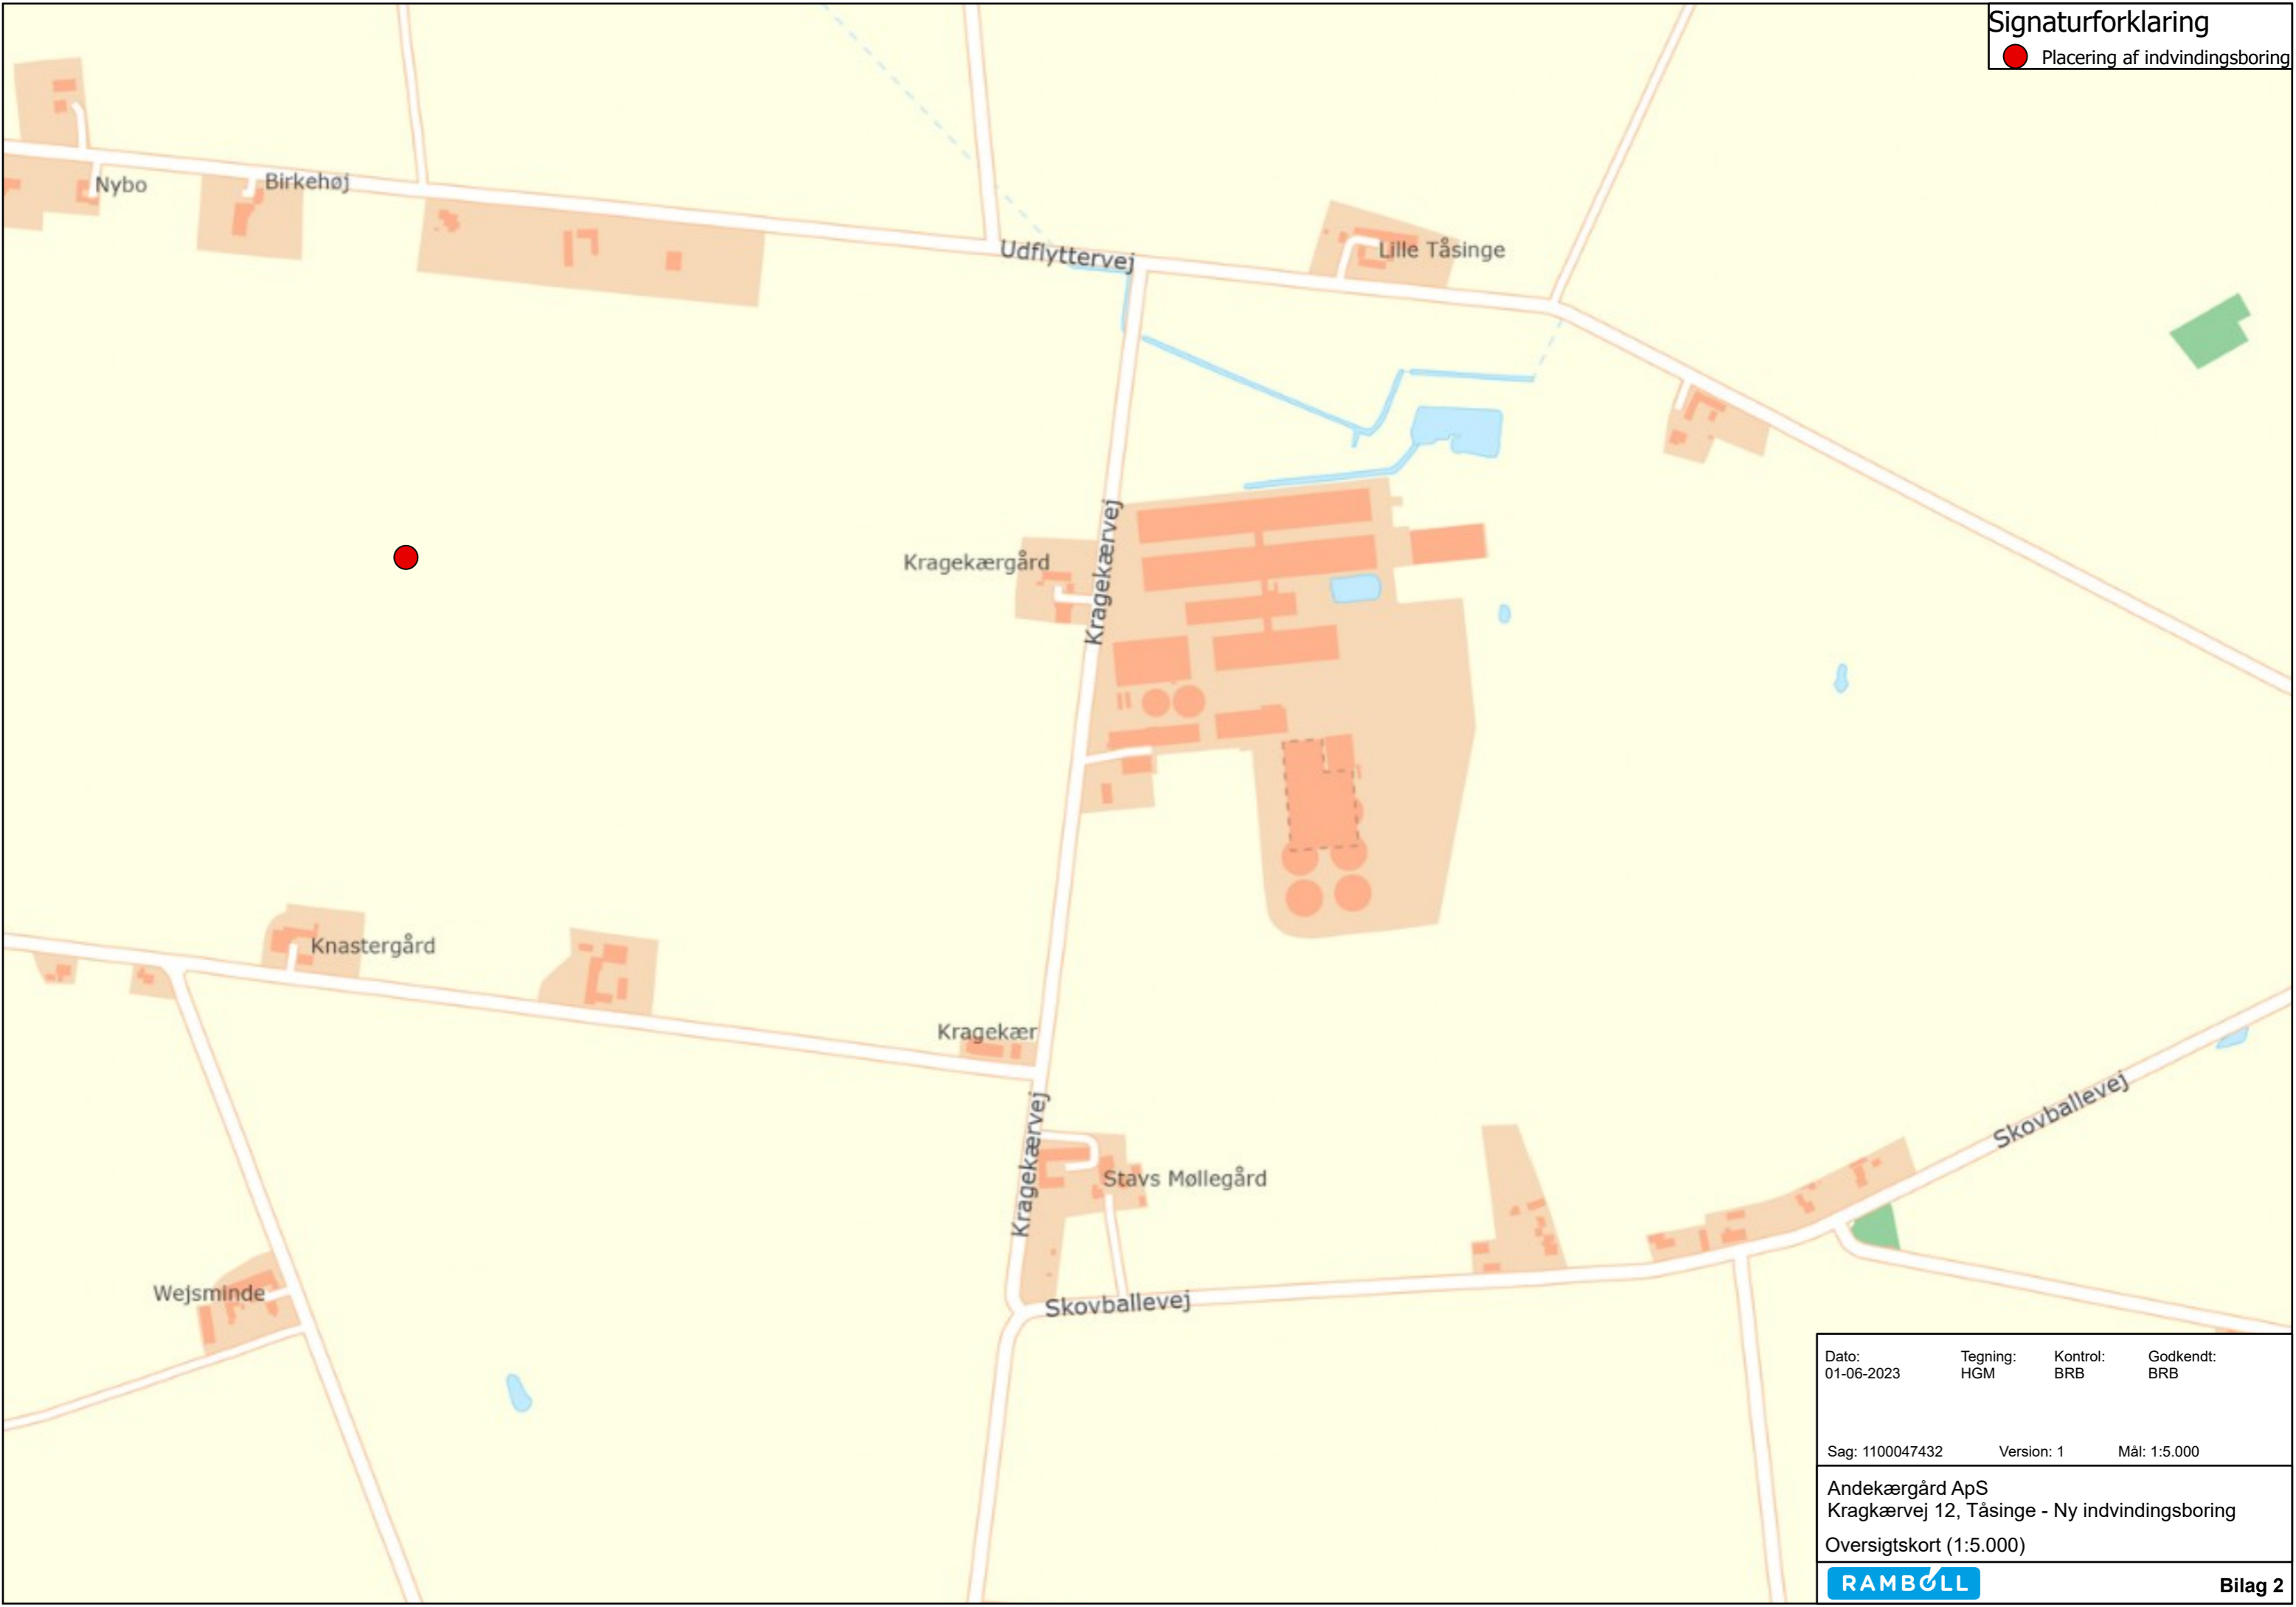 Signaturforklaring
Placering af indvindingsboring
Nybo
Birkehøj
Udflyttervej
Lille Tåsinge
Kragekærgård
Kragekærvej
Knastergård
Kragekær
Kragekærvej
Stavs Møllegård
Skovballevej
Wejsminde
Skovballevej
Dato: Tegning: Kontrol: Godkendt:
01-06-2023 HGM BRB BRB
Sag: 1100047432 Version: 1 Mål: 1:5.000
Andekærgård ApS
Kragkærvej 12, Tåsinge - Ny indvindingsboring
Oversigtskort (1:5.000)
RAMBOLL
Bilag 2